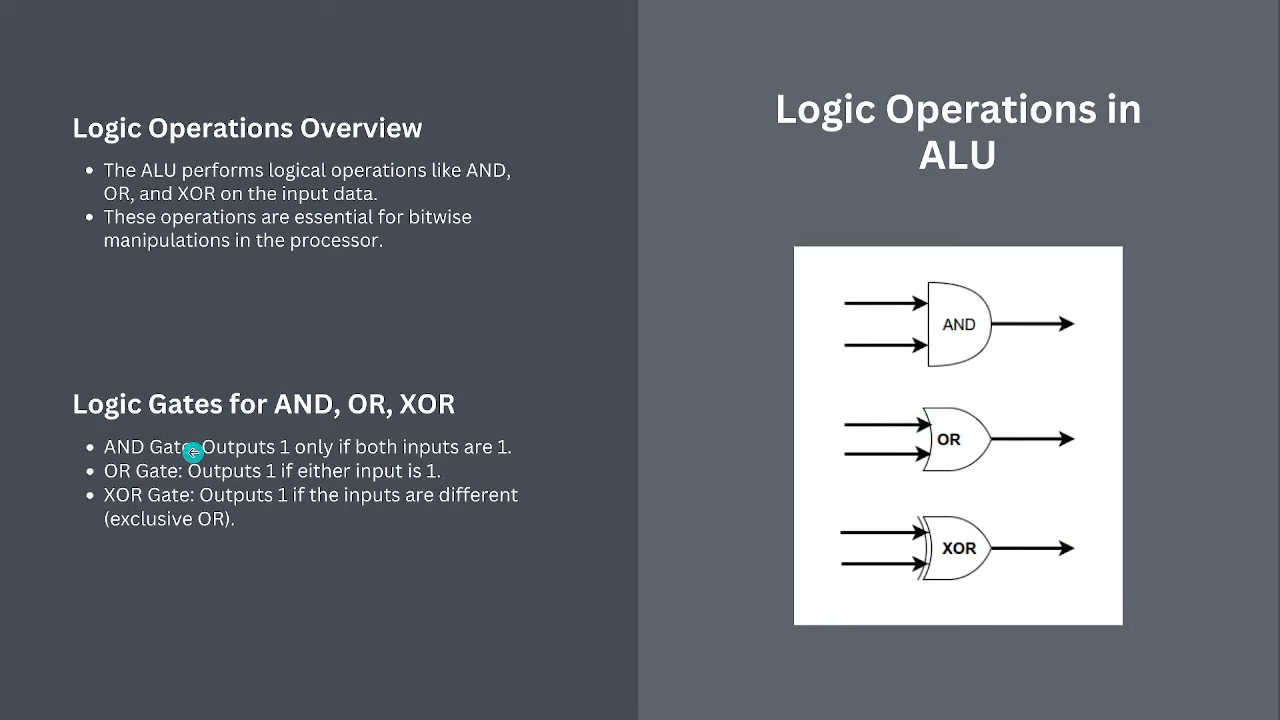 Logic Operations Overview
• The ALU performs logical operations like AND,
OR, and XOR on the input data.
• These operations are essential for bitwise
manipulations in the processor.
Logic Gates for AND, OR, XOR
• AND Gate: Outputs 1 only if both inputs are 1.
• OR Gate: Outputs 1 if either input is 1.
• XOR Gate: Outputs 1 if the inputs are different
(exclusive OR).
Logic Operations in
ALU
AND
OR
XOR